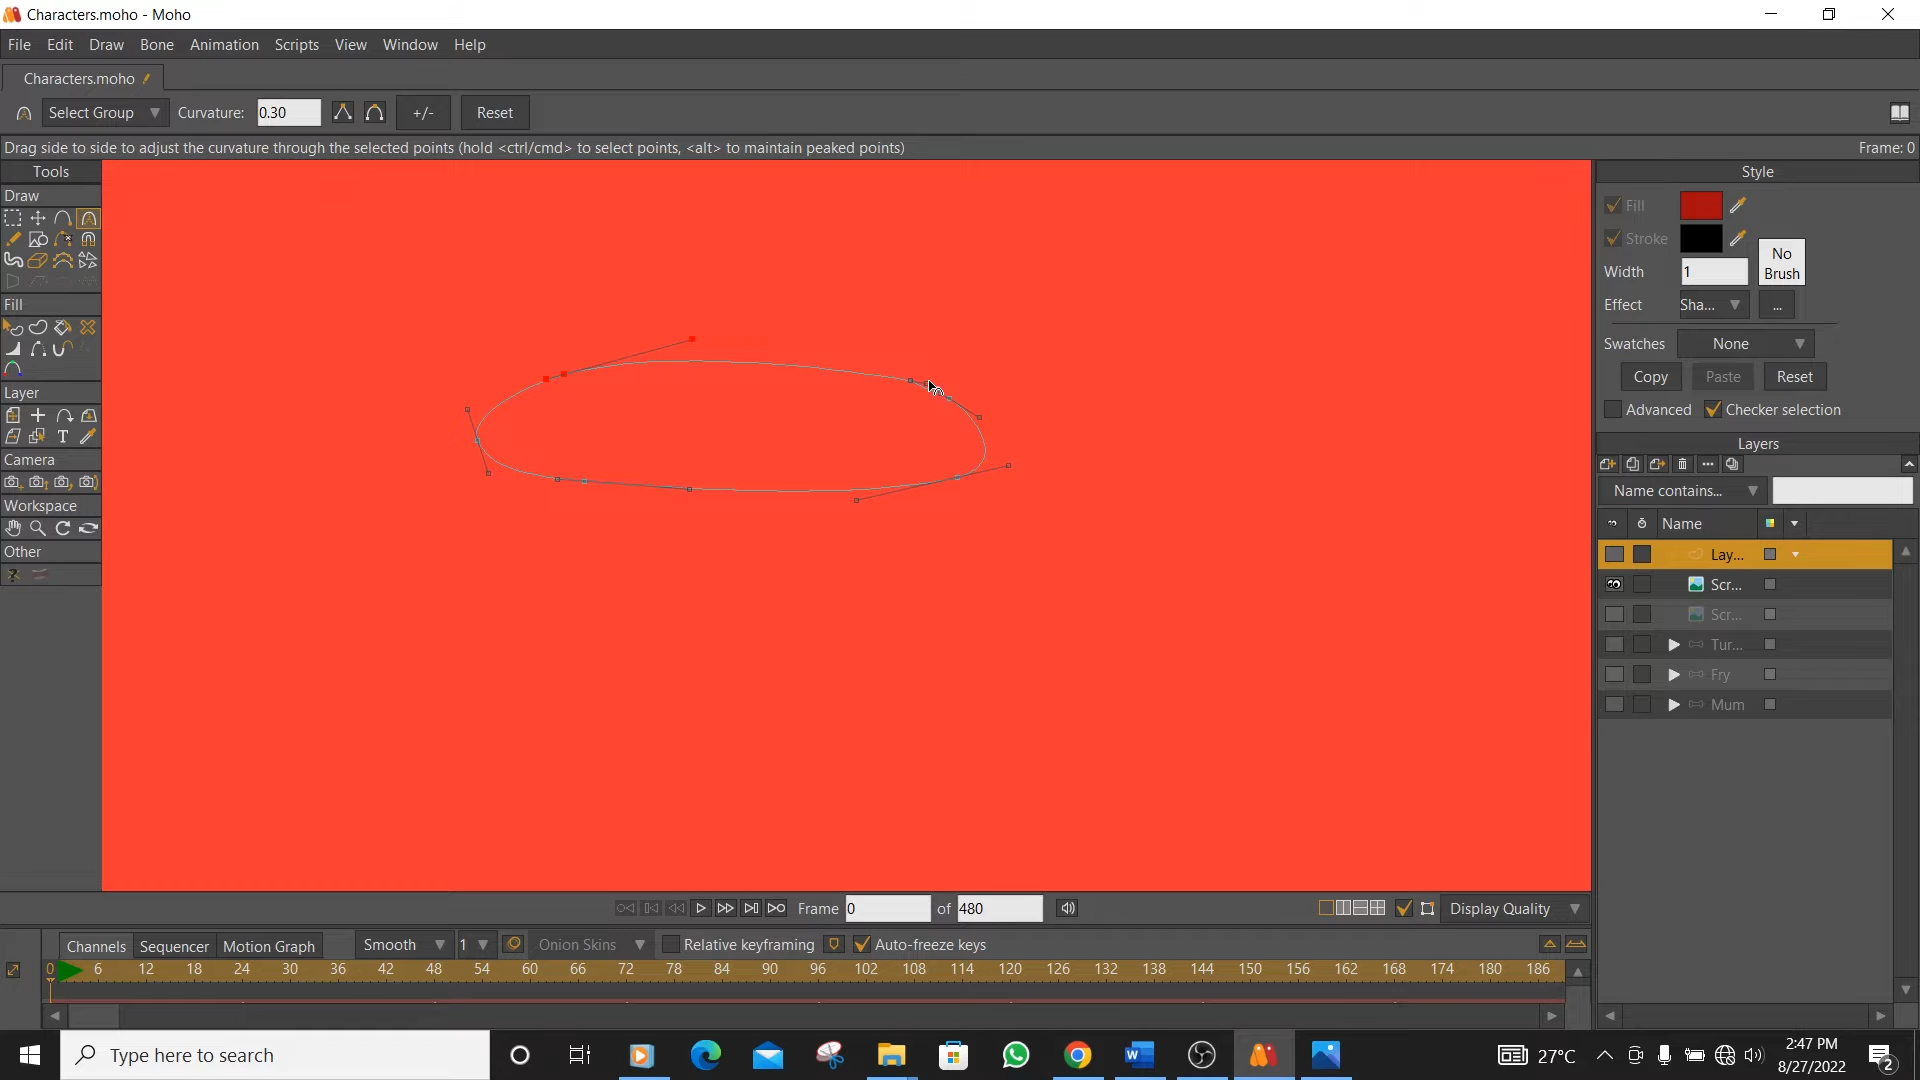 Characters.moho - Moho
File Edit Draw Bone Animation Scripts View Window Help
Characters.moho
Select Group Curvature: 0.30 +/- Reset
Drag side to side to adjust the curvature through the selected points (hold <ctrl/cmd> to select points, <alt> to maintain peaked points) Frame: 0
Tools
Draw
Fill
Layer
T
Camera
Workspace
Other
Style
Fill
Stroke
No Brush
Width 1
Effect Sha... ...
Swatches None
Copy Paste Reset
Advanced Checker selection
Layers
Name contains...
Name
Lay...
Scr...
Scr...
Tur...
Fry
Mum
Frame 0 of 480 Display Quality
Channels Sequencer Motion Graph Smooth 1 Onion Skins Relative keyframing Auto-freeze keys
0 6 12 18 24 30 36 42 48 54 60 66 72 78 84 90 96 102 108 114 120 126 132 138 144 150 156 162 168 174 180 186
Type here to search
27°C
2:47 PM
8/27/2022
2